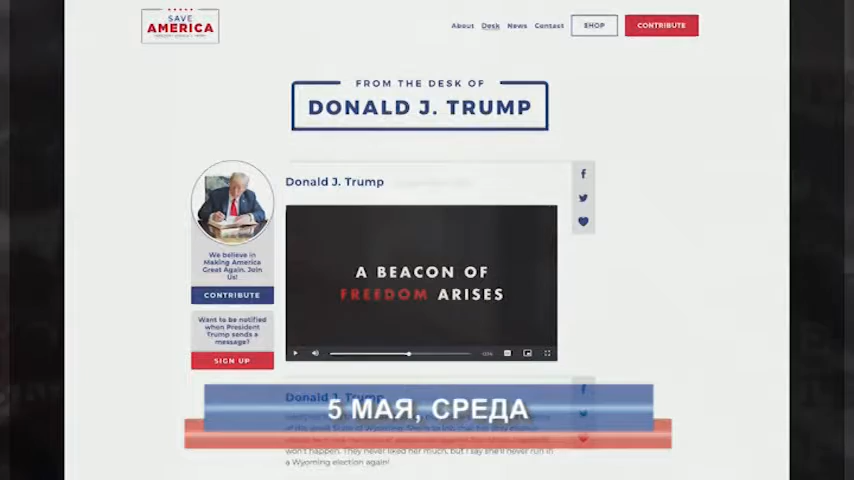 SAVE
AMERICA
About Desk News Contact SHOP CONTRIBUTE
FROM THE DESK OF
DONALD J. TRUMP
Donald J. Trump
A BEACON OF
FREEDOM ARISES
We believe in
Making America
Great Again. Join
Us!
CONTRIBUTE
Want to be notified
when President
Trump sends a
message?
SIGN UP
Donald J. Trump
5 МАЯ, СРЕДА
won't happen. They never liked her much, but I say she'll never run in
a Wyoming election again!